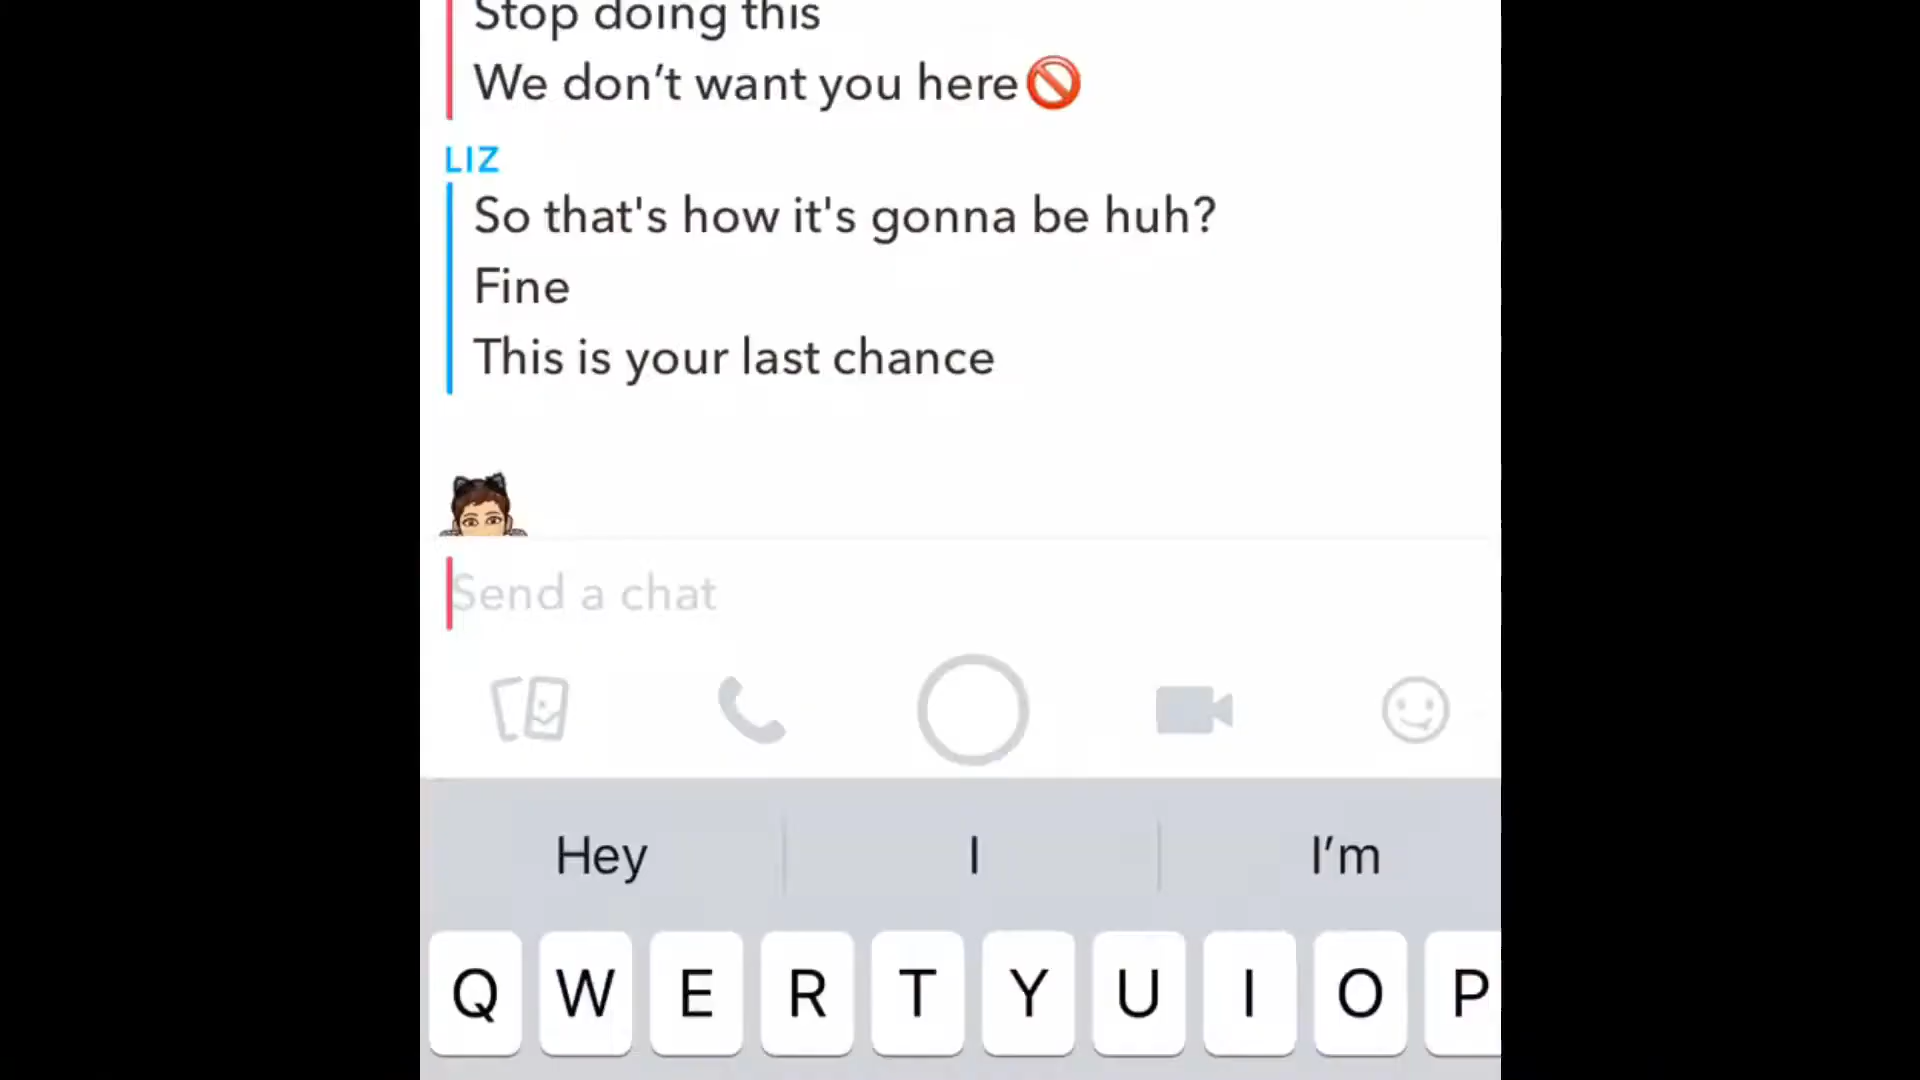 Stop doing this
We don’t want you here🚫
LIZ
So that's how it's gonna be huh?
Fine
This is your last chance
Send a chat
Hey I I’m
Q W E R T Y U I O P